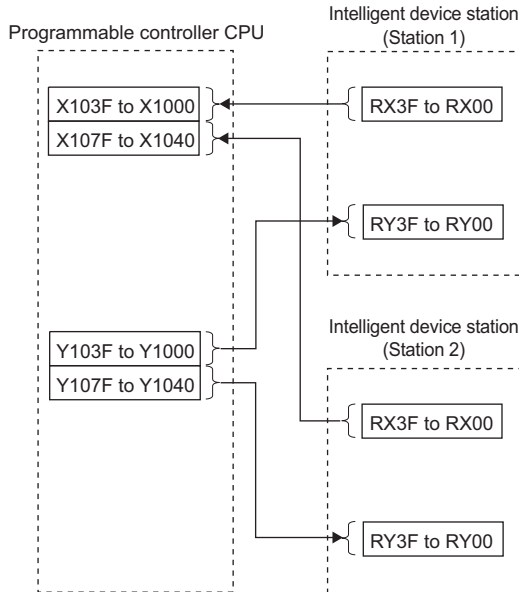 Programmable controller CPU
X103F to X1000
X107F to X1040
Y103F to Y1000
Y107F to Y1040
Intelligent device station
(Station 1)
RX3F to RX00
RY3F to RY00
Intelligent device station
(Station 2)
RX3F to RX00
RY3F to RY00